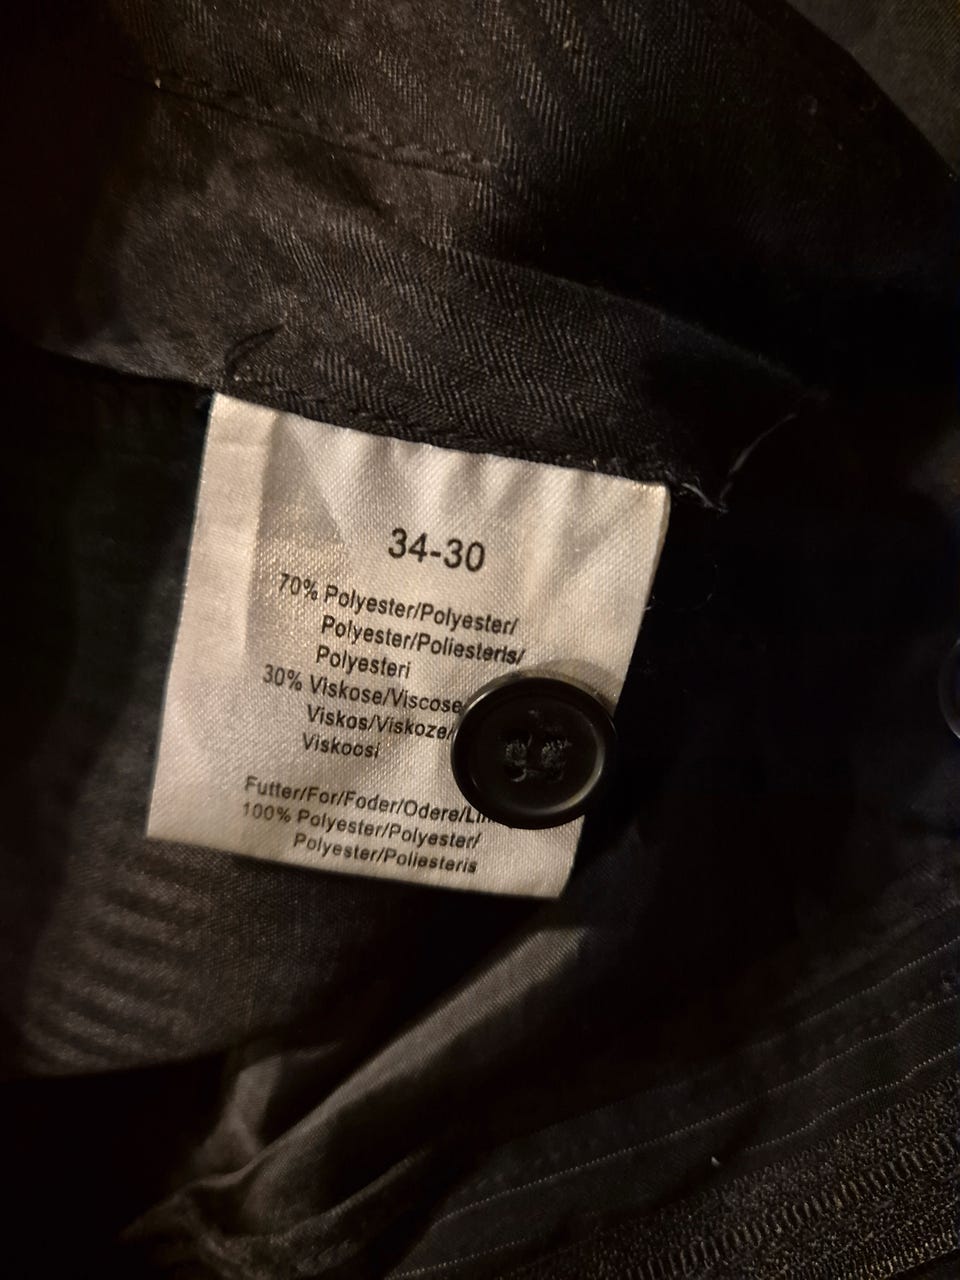 34-30
70% Polyester/Polyester/
Polyester/Poliesteris/
Polyesteri
30% Viskose/Viscose
Viskos/Viskoze/
Viskoosi
Futter/For/Foder/Odere/
100% Polyester/Polyester/
Polyester/Poliesteris